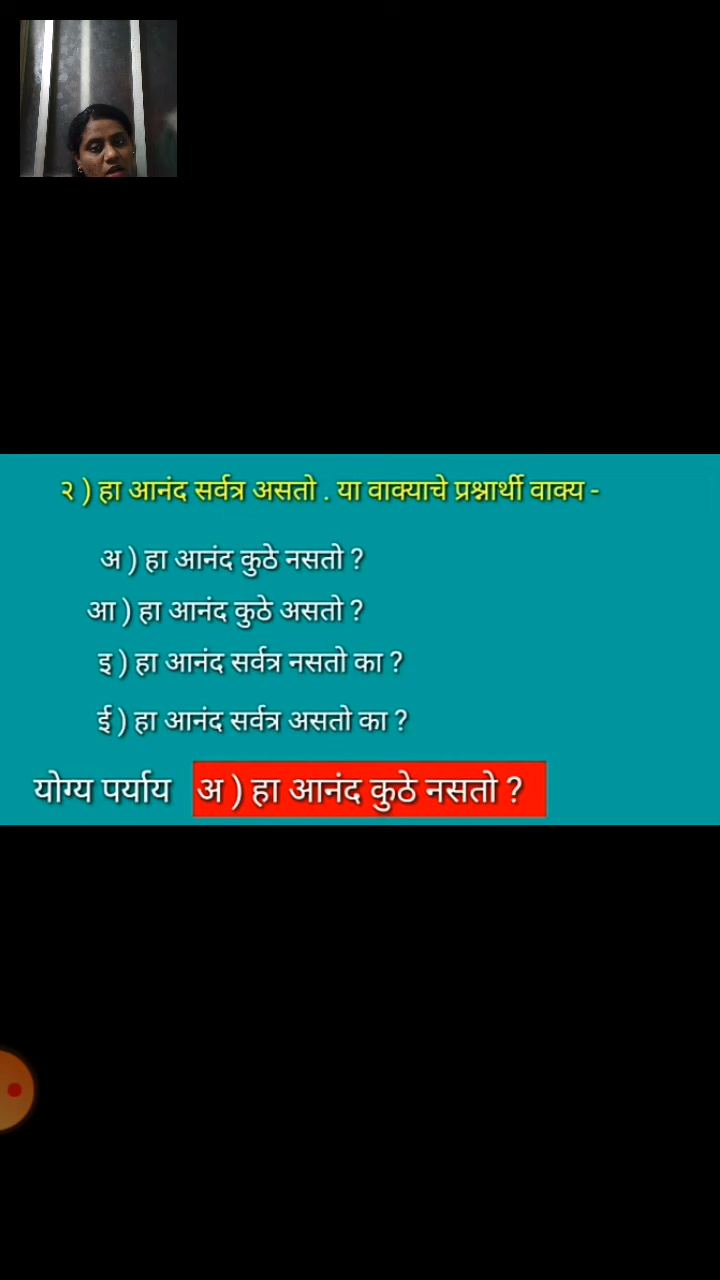 २ ) हा आनंद सर्वत्र असतो . या वाक्याचे प्रश्नार्थी वाक्य -
अ ) हा आनंद कुठे नसतो ?
आ ) हा आनंद कुठे असतो ?
इ ) हा आनंद सर्वत्र नसतो का ?
ई ) हा आनंद सर्वत्र असतो का ?
योग्य पर्याय अ ) हा आनंद कुठे नसतो ?